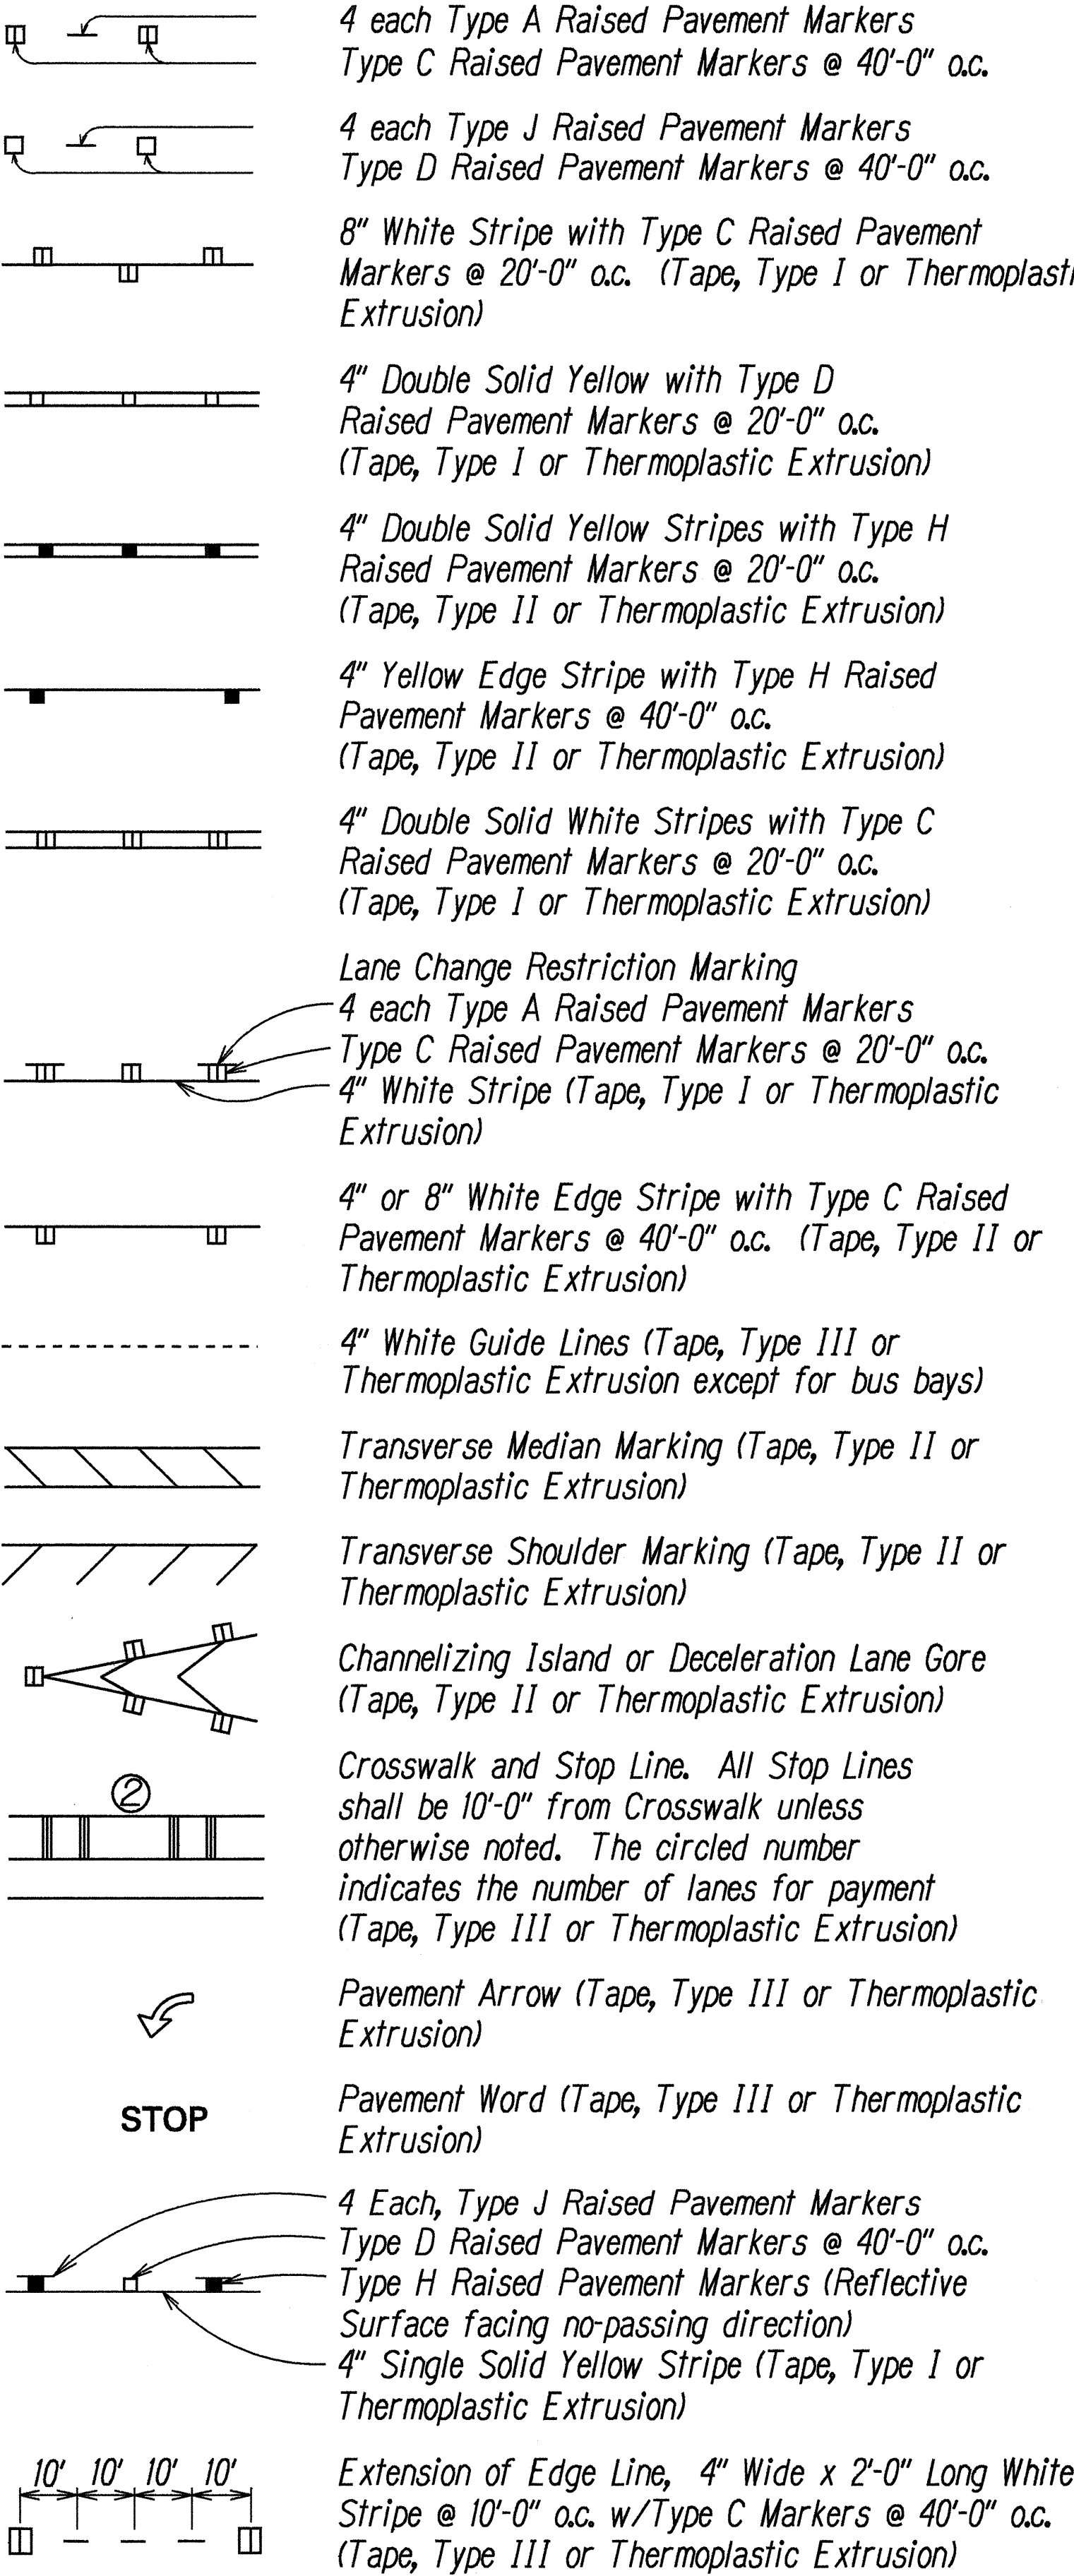 4 each Type A Raised Pavement Markers
Type C Raised Pavement Markers @ 40'-0" o.c.
4 each Type J Raised Pavement Markers
Type D Raised Pavement Markers @ 40'-0" o.c.
8" White Stripe with Type C Raised Pavement
Markers @ 20'-0" o.c. (Tape, Type I or Thermoplasti
Extrusion)
4" Double Solid Yellow with Type D
Raised Pavement Markers @ 20'-0" o.c.
(Tape, Type I or Thermoplastic Extrusion)
4" Double Solid Yellow Stripes with Type H
Raised Pavement Markers @ 20'-0" o.c.
(Tape, Type II or Thermoplastic Extrusion)
4" Yellow Edge Stripe with Type H Raised
Pavement Markers @ 40'-0" o.c.
(Tape, Type II or Thermoplastic Extrusion)
4" Double Solid White Stripes with Type C
Raised Pavement Markers @ 20'-0" o.c.
(Tape, Type I or Thermoplastic Extrusion)
Lane Change Restriction Marking
4 each Type A Raised Pavement Markers
Type C Raised Pavement Markers @ 20'-0" o.c.
4" White Stripe (Tape, Type I or Thermoplastic
Extrusion)
4" or 8" White Edge Stripe with Type C Raised
Pavement Markers @ 40'-0" o.c. (Tape, Type II or
Thermoplastic Extrusion)
4" White Guide Lines (Tape, Type III or
Thermoplastic Extrusion except for bus bays)
Transverse Median Marking (Tape, Type II or
Thermoplastic Extrusion)
Transverse Shoulder Marking (Tape, Type II or
Thermoplastic Extrusion)
Channelizing Island or Deceleration Lane Gore
(Tape, Type II or Thermoplastic Extrusion)
2
Crosswalk and Stop Line. All Stop Lines
shall be 10'-0" from Crosswalk unless
otherwise noted. The circled number
indicates the number of lanes for payment
(Tape, Type III or Thermoplastic Extrusion)
Pavement Arrow (Tape, Type III or Thermoplastic
Extrusion)
STOP
Pavement Word (Tape, Type III or Thermoplastic
Extrusion)
4 Each, Type J Raised Pavement Markers
Type D Raised Pavement Markers @ 40'-0" o.c.
Type H Raised Pavement Markers (Reflective
Surface facing no-passing direction)
4" Single Solid Yellow Stripe (Tape, Type I or
Thermoplastic Extrusion)
10' 10' 10' 10'
Extension of Edge Line, 4" Wide x 2'-0" Long White
Stripe @ 10'-0" o.c. w/Type C Markers @ 40'-0" o.c.
(Tape, Type III or Thermoplastic Extrusion)